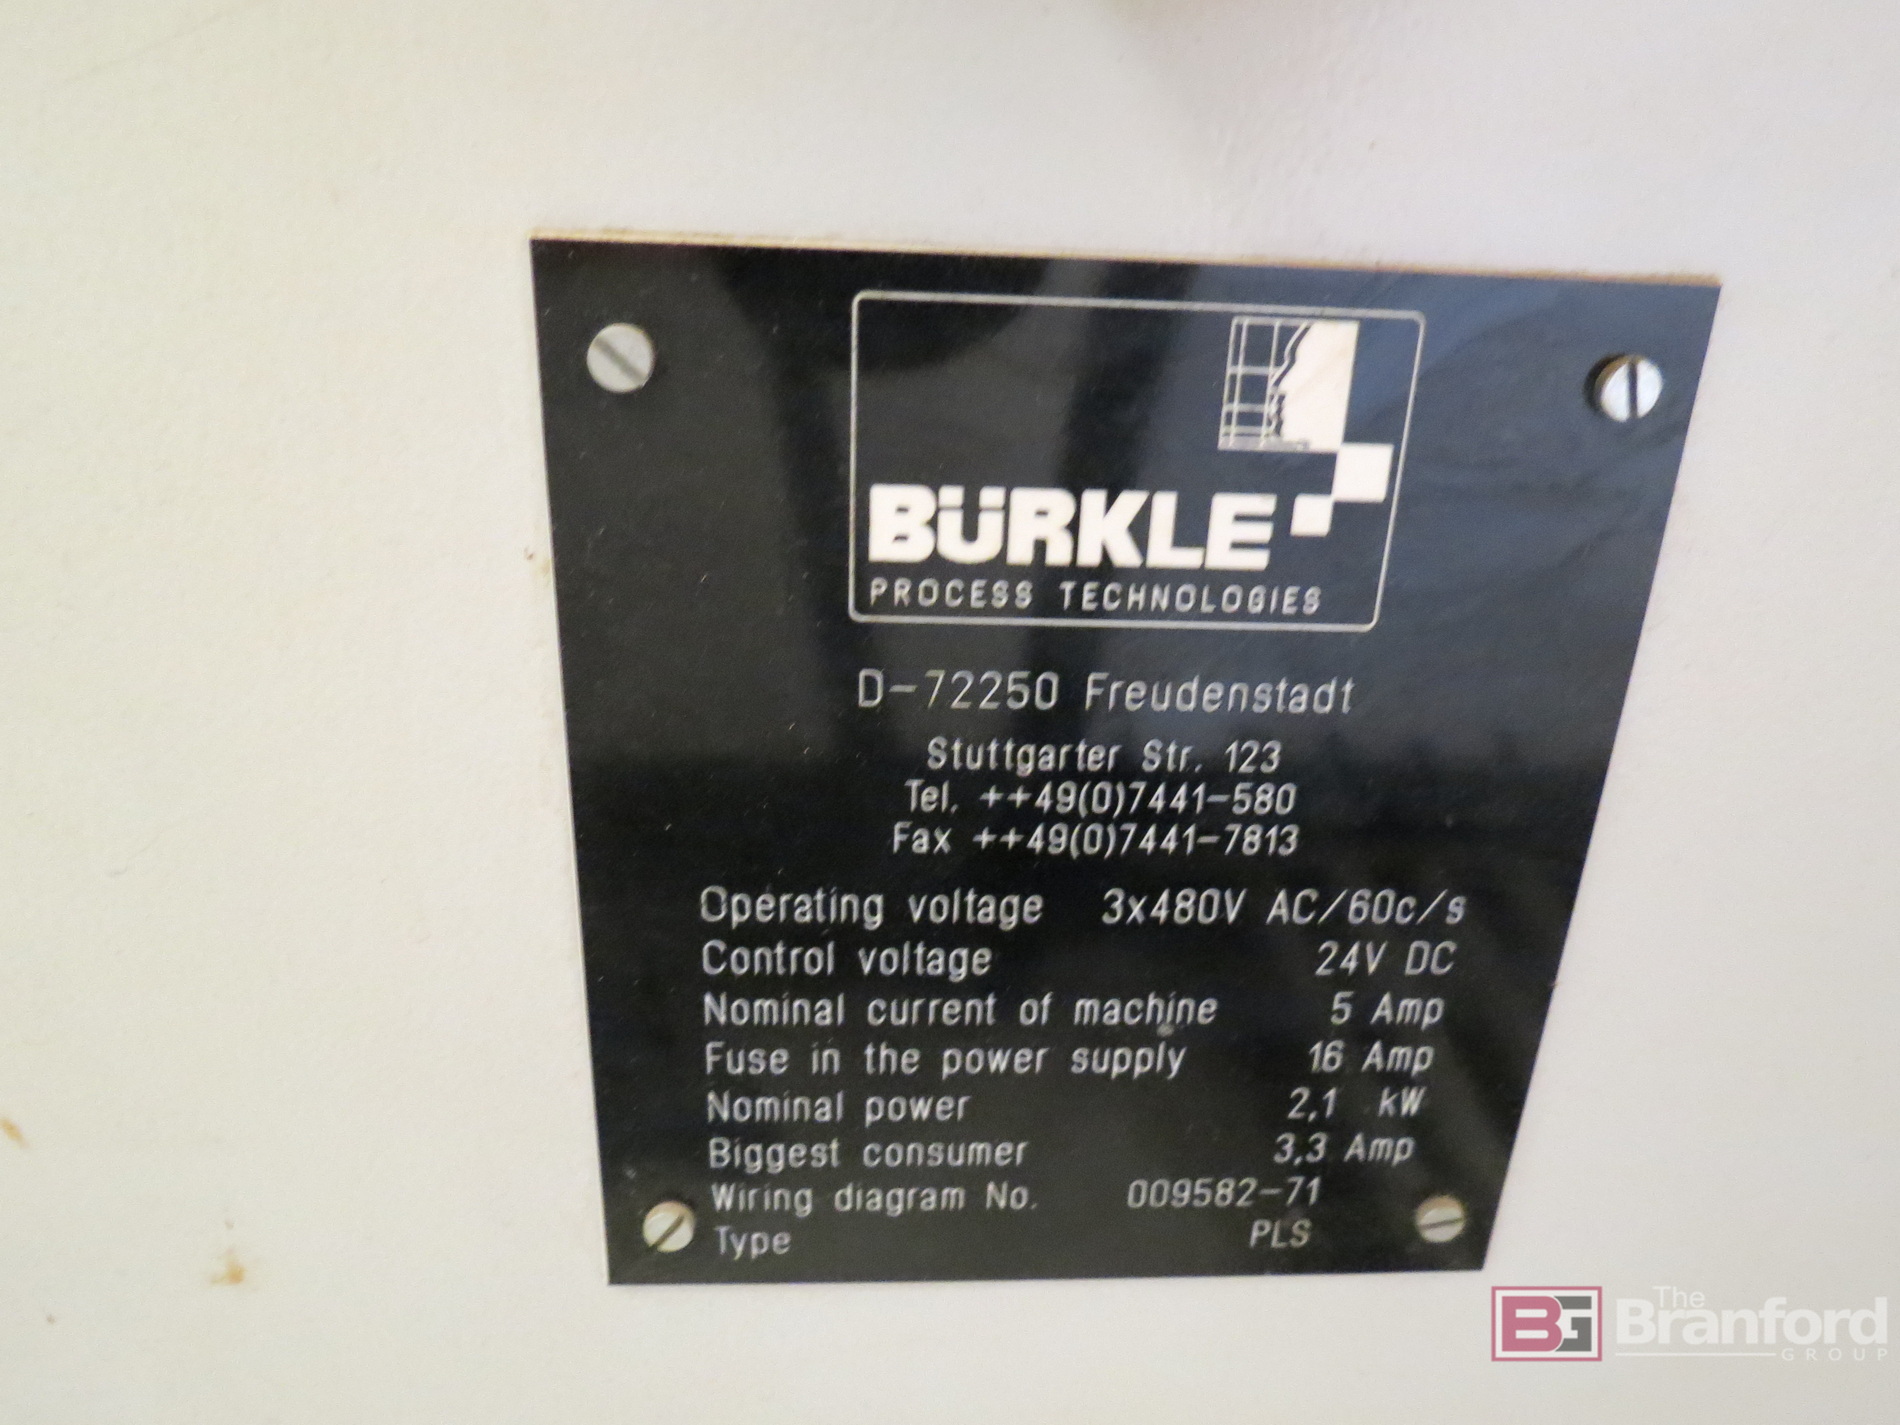 BÜRKLE
PROCESS TECHNOLOGIES
D-72250 Freudenstadt
Stuttgarter Str. 123
Tel. ++49(0)7441-580
Fax ++49(0)7441-7813
Operating voltage 3x480V AC/60c/s
Control voltage 24V DC
Nominal current of machine 5 Amp
Fuse in the power supply 16 Amp
Nominal power 2,1 kW
Biggest consumer 3,3 Amp
Wiring diagram No. 009582-71
Type PLS
BG The Branford GROUP